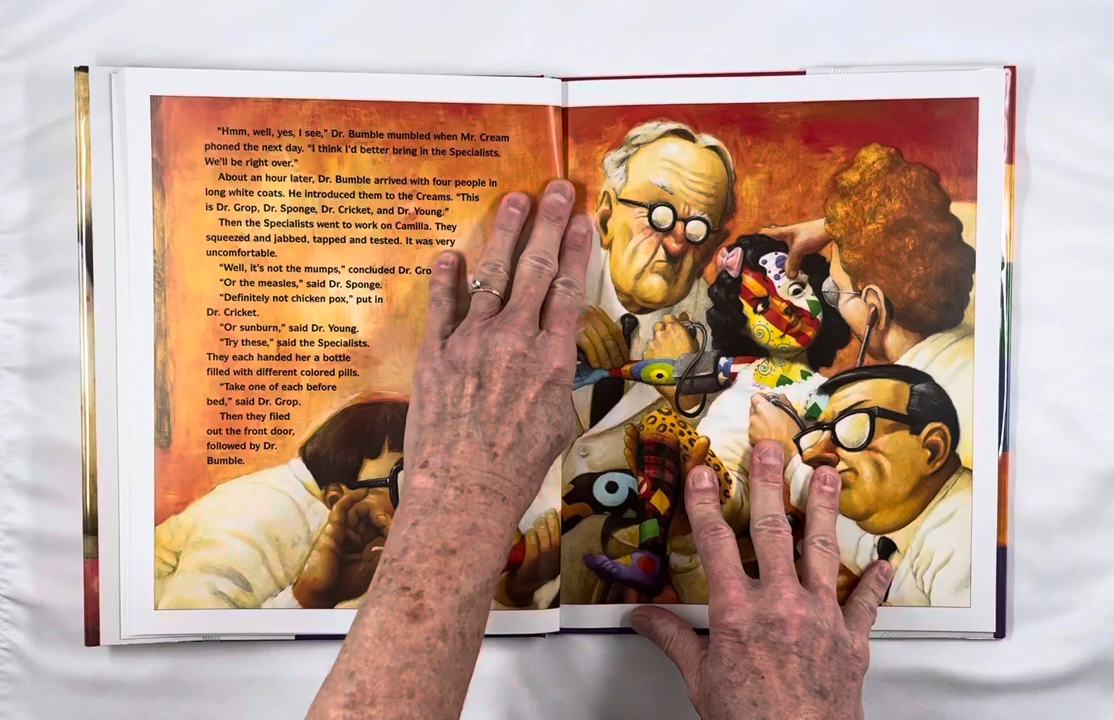 “Hmm, well, yes, I see,” Dr. Bumble mumbled when Mr. Cream
phoned the next day. “I think I’d better bring in the Specialists.
We’ll be right over.”
About an hour later, Dr. Bumble arrived with four people in
long white coats. He introduced them to the Creams. “This
is Dr. Grop, Dr. Sponge, Dr. Cricket, and Dr. Young.”
Then the Specialists went to work on Camilla. They
squeezed and jabbed, tapped and tested. It was very
uncomfortable.
“Well, it’s not the mumps,” concluded Dr. Gro
“Or the measles,” said Dr. Sponge.
“Definitely not chicken pox,” put in
Dr. Cricket.
“Or sunburn,” said Dr. Young.
“Try these,” said the Specialists.
They each handed her a bottle
filled with different colored pills.
“Take one of each before
bed,” said Dr. Grop.
Then they filed
out the front door,
followed by Dr.
Bumble.